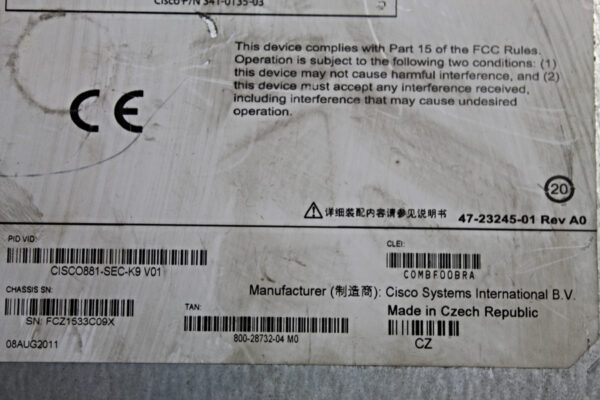 Cisco P/N 341-0135-03
This device complies with Part 15 of the FCC Rules.
Operation is subject to the following two conditions: (1)
this device may not cause harmful interference, and (2)
this device must accept any interference received,
including interference that may cause undesired
operation.
CE
20
详细装配内容请参见说明书 47-23245-01 Rev A0
PID VID:
CISCO881-SEC-K9 V01
CLEI:
COMBF00BRA
CHASSIS SN:
SN: FCZ1533C09X
Manufacturer (制造商): Cisco Systems International B.V.
TAN:
800-28732-04 M0
Made in Czech Republic
CZ
08AUG2011